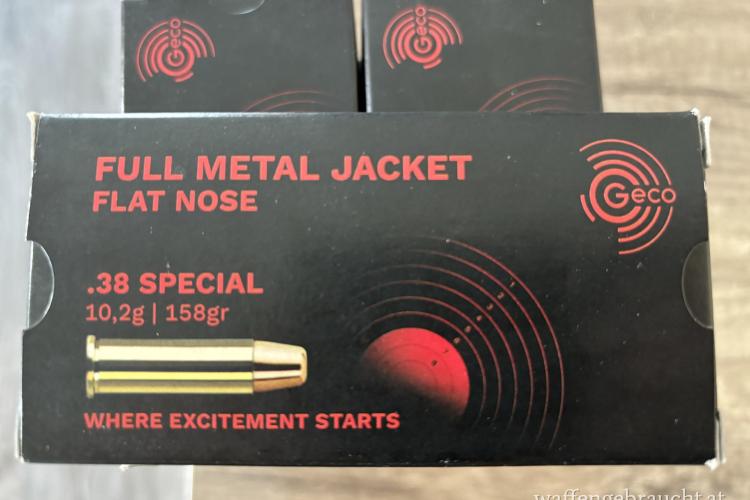 Geco
Geco
FULL METAL JACKET
FLAT NOSE
Geco
.38 SPECIAL
10,2g | 158gr
WHERE EXCITEMENT STARTS
waffengebraucht.at